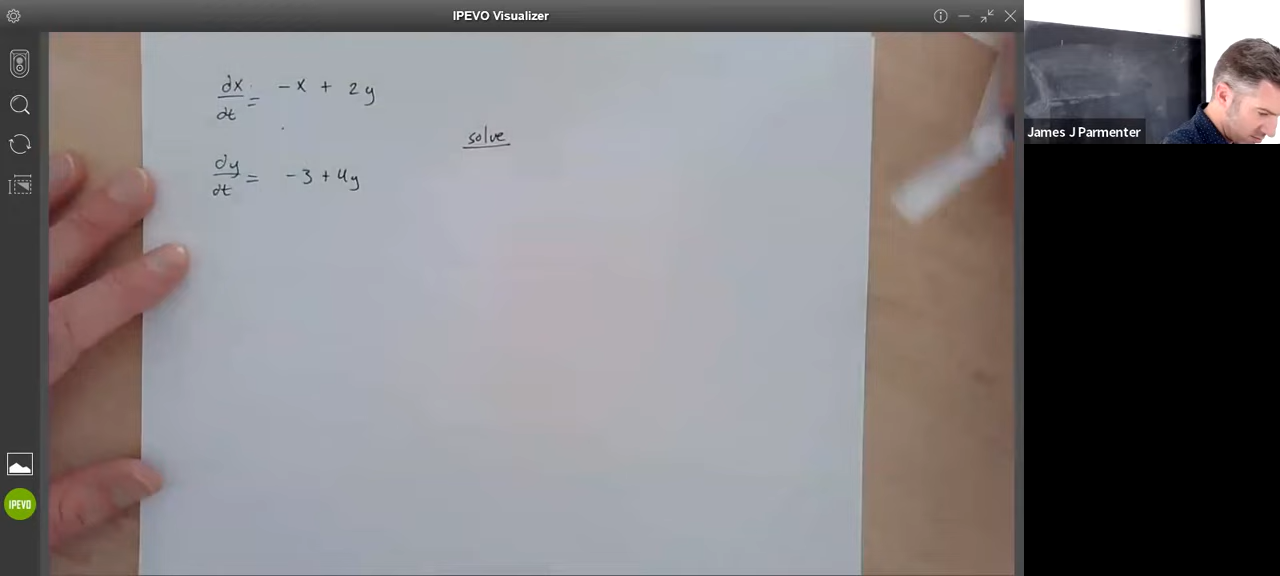 IPEVO Visualizer
dx/dt = -x + 2y
solve
dy/dt = -3 + 4y
James J Parmenter
IPEVO